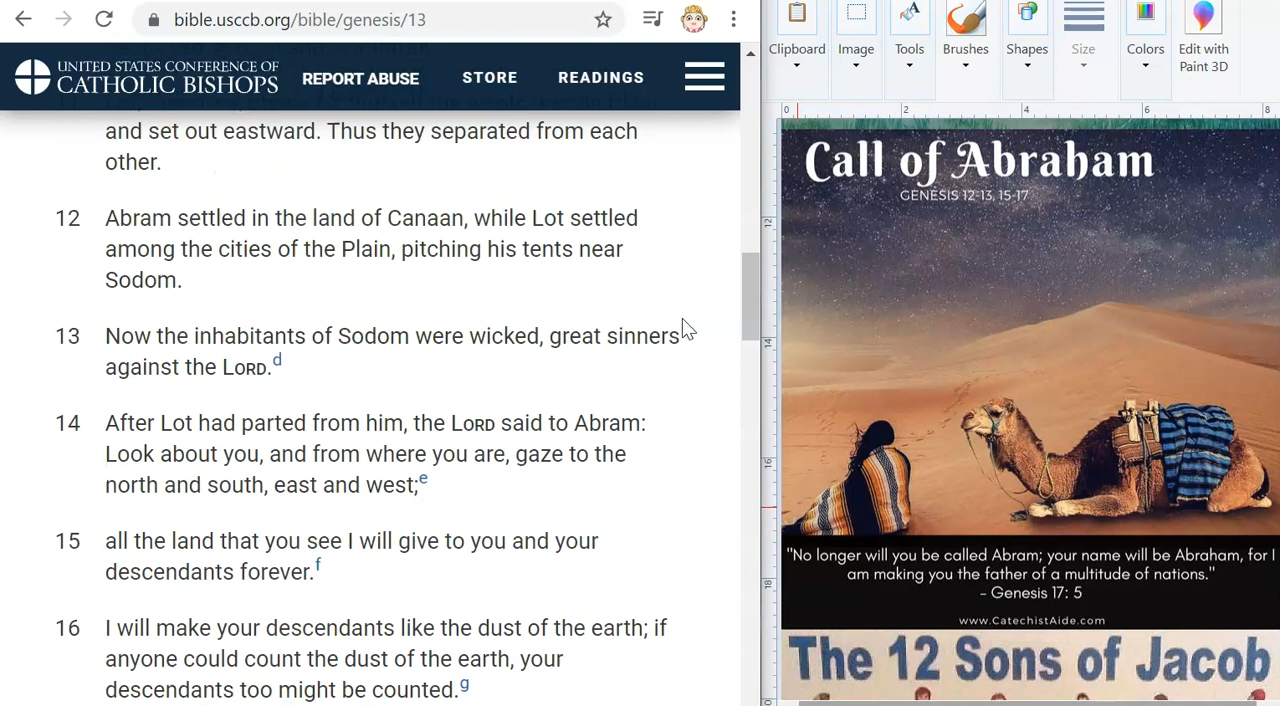 bible.usccb.org/bible/genesis/13
UNITED STATES CONFERENCE OF
CATHOLIC BISHOPS
REPORT ABUSE
STORE
READINGS
and set out eastward. Thus they separated from each
other.
12 Abram settled in the land of Canaan, while Lot settled
among the cities of the Plain, pitching his tents near
Sodom.
13 Now the inhabitants of Sodom were wicked, great sinners
against the LORD.d
14 After Lot had parted from him, the LORD said to Abram:
Look about you, and from where you are, gaze to the
north and south, east and west;e
15 all the land that you see I will give to you and your
descendants forever.f
16 I will make your descendants like the dust of the earth; if
anyone could count the dust of the earth, your
descendants too might be counted.g
Clipboard
Image
Tools
Brushes
Shapes
Size
Colors
Edit with
Paint 3D
0 2 4 6 8
12
14
16
18
Call of Abraham
GENESIS 12-13, 15-17
"No longer will you be called Abram; your name will be Abraham, for I
am making you the father of a multitude of nations."
- Genesis 17: 5
www.CatechistAide.com
The 12 Sons of Jacob